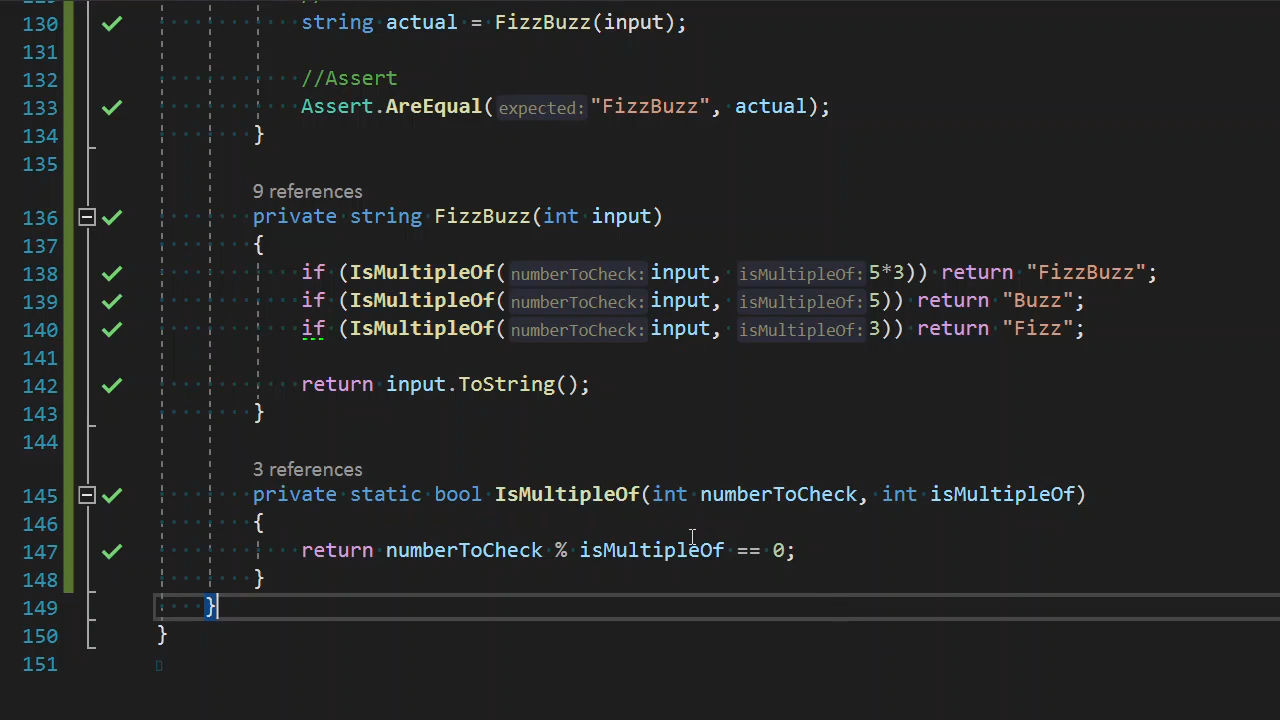 129 //
130 string actual = FizzBuzz(input);
131
132 //Assert
133 Assert.AreEqual(expected: "FizzBuzz", actual);
134 }
135
9 references
136 private string FizzBuzz(int input)
137 {
138 if (IsMultipleOf(numberToCheck: input, isMultipleOf: 5*3)) return "FizzBuzz";
139 if (IsMultipleOf(numberToCheck: input, isMultipleOf: 5)) return "Buzz";
140 if (IsMultipleOf(numberToCheck: input, isMultipleOf: 3)) return "Fizz";
141
142 return input.ToString();
143 }
144
3 references
145 private static bool IsMultipleOf(int numberToCheck, int isMultipleOf)
146 {
147 return numberToCheck % isMultipleOf == 0;
148 }
149 }
150 }
151